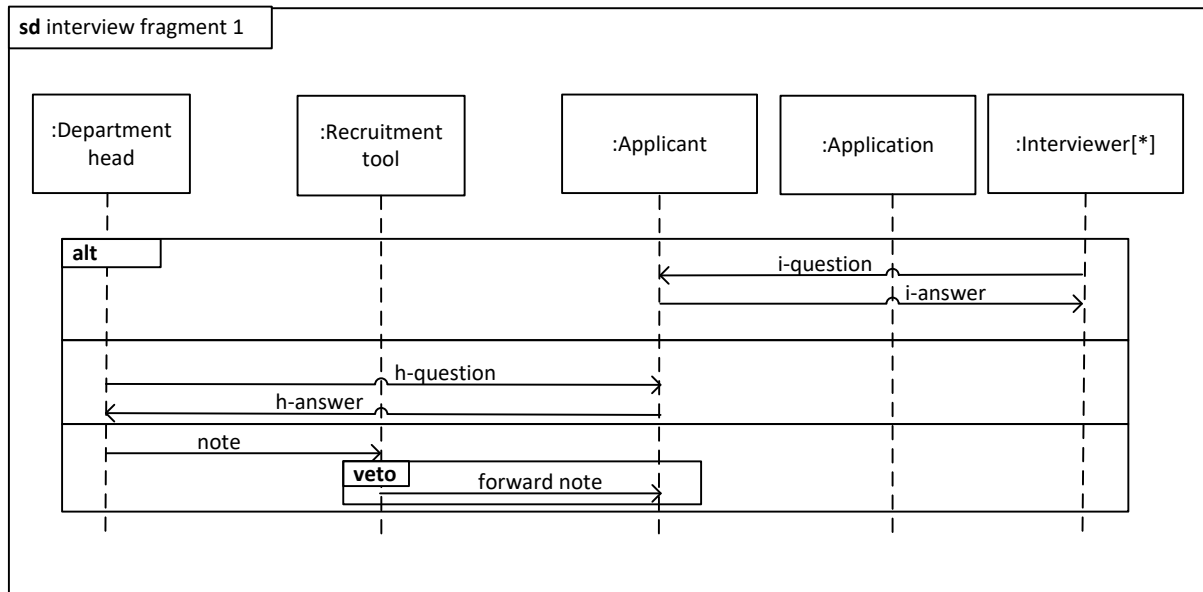 sd interview fragment 1
:Department
head
:Recruitment
tool
:Applicant
:Application
:Interviewer[*]
alt
i-question
i-answer
h-question
h-answer
note
veto
forward note